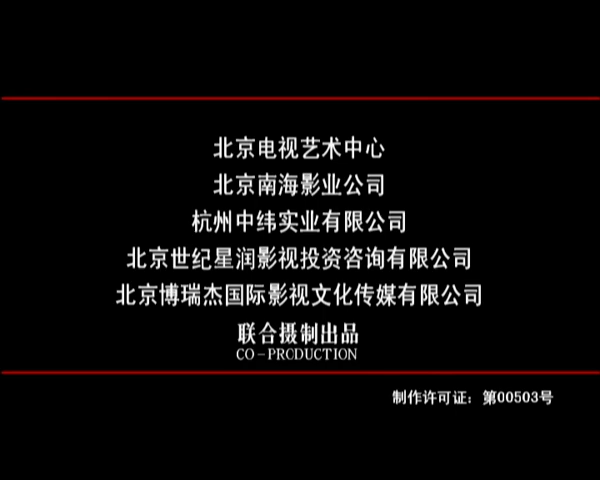 北京电视艺术中心
北京南海影业公司
杭州中纬实业有限公司
北京世纪星润影视投资咨询有限公司
北京博瑞杰国际影视文化传媒有限公司
联合摄制出品
CO-PRODUCTION
制作许可证：第00503号